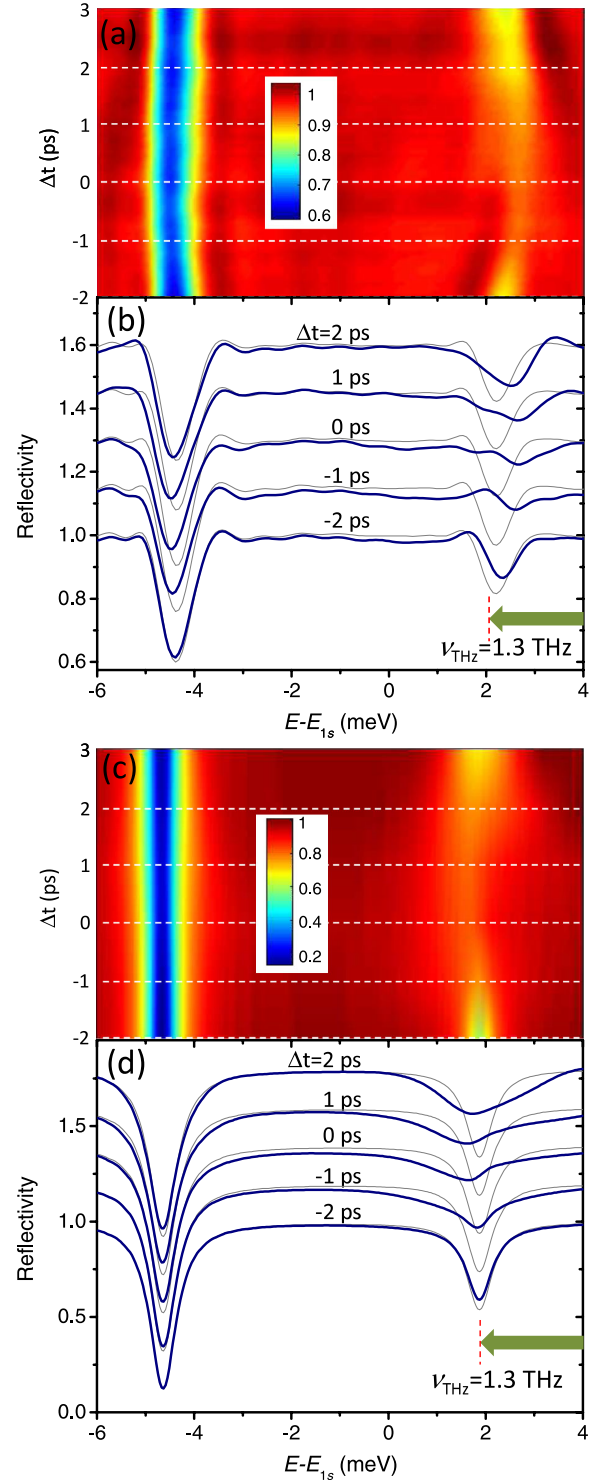 (a)
3
2
1
0
-1
-2
Δt (ps)
1
0.9
0.8
0.7
0.6
(b)
Δt=2 ps
1 ps
0 ps
-1 ps
-2 ps
1.6
1.4
1.2
1.0
0.8
0.6
Reflectivity
νTHz=1.3 THz
-6 -4 -2 0 2 4
E-E1s (meV)
(c)
3
2
1
0
-1
-2
Δt (ps)
1
0.8
0.6
0.4
0.2
(d)
Δt=2 ps
1 ps
0 ps
-1 ps
-2 ps
1.5
1.0
0.5
0.0
Reflectivity
νTHz=1.3 THz
-6 -4 -2 0 2 4
E-E1s (meV)